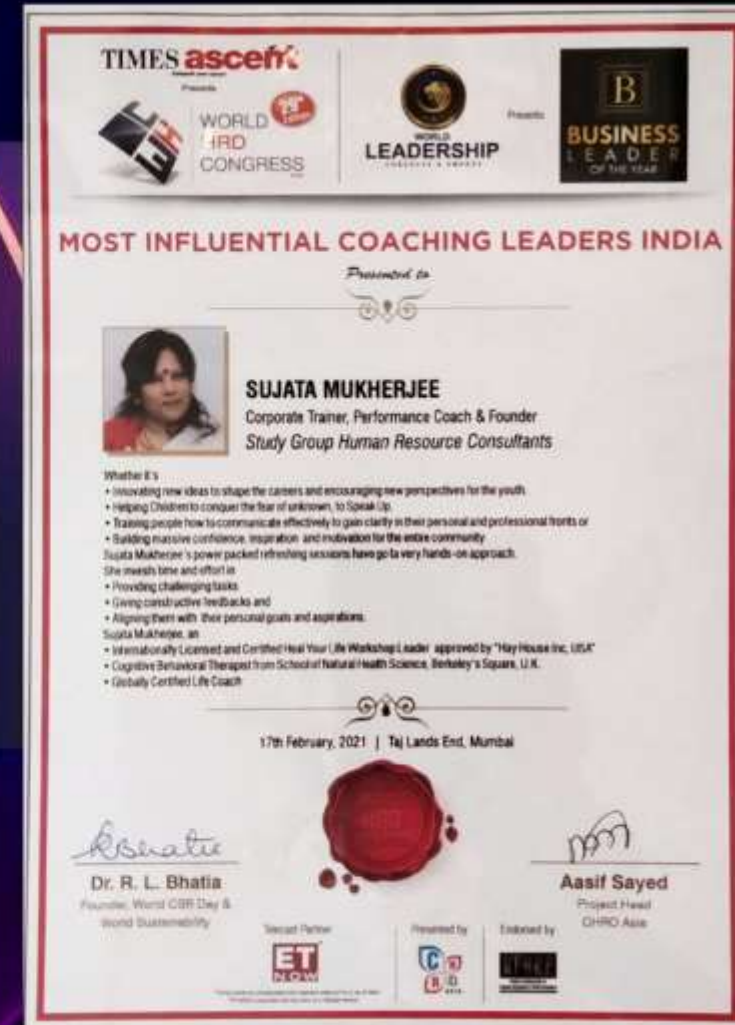 TIMES ascent
Presents
WORLD
HRD
CONGRESS
WORLD
LEADERSHIP
CONGRESS & AWARDS
Presents
B
BUSINESS
LEADER
OF THE YEAR
MOST INFLUENTIAL COACHING LEADERS INDIA
Presented to
SUJATA MUKHERJEE
Corporate Trainer, Performance Coach & Founder
Study Group Human Resource Consultants
Whether it's
• Innovating new ideas to shape the careers and encouraging new perspectives for the youth.
• Helping Children to conquer the fear of unknown, to Speak Up.
• Training people how to communicate effectively to gain clarity in their personal and professional fronts or
• Building massive confidence, inspiration and motivation for the entire community
Sujata Mukherjee's power packed refreshing sessions have go ta very hands-on approach.
She invests time and effort in
• Providing challenging tasks
• Giving constructive feedbacks and
• Aligning them with their personal goals and aspirations.
Sujata Mukherjee, an
• Internationally Licensed and Certified Heal Your Life Workshop Leader approved by "Hay House Inc, USA"
• Cognitive Behavioral Therapist from School of Natural Health Science, Berkeley's Square, U.K.
• Globally Certified Life Coach
17th February, 2021 | Taj Lands End, Mumbai
Dr. R. L. Bhatia
Founder, World CSR Day &
World Sustainability
Aasif Sayed
Project Head
CHRO Asia
Telecast Partner
ET
NOW
Presented by
Endorsed by